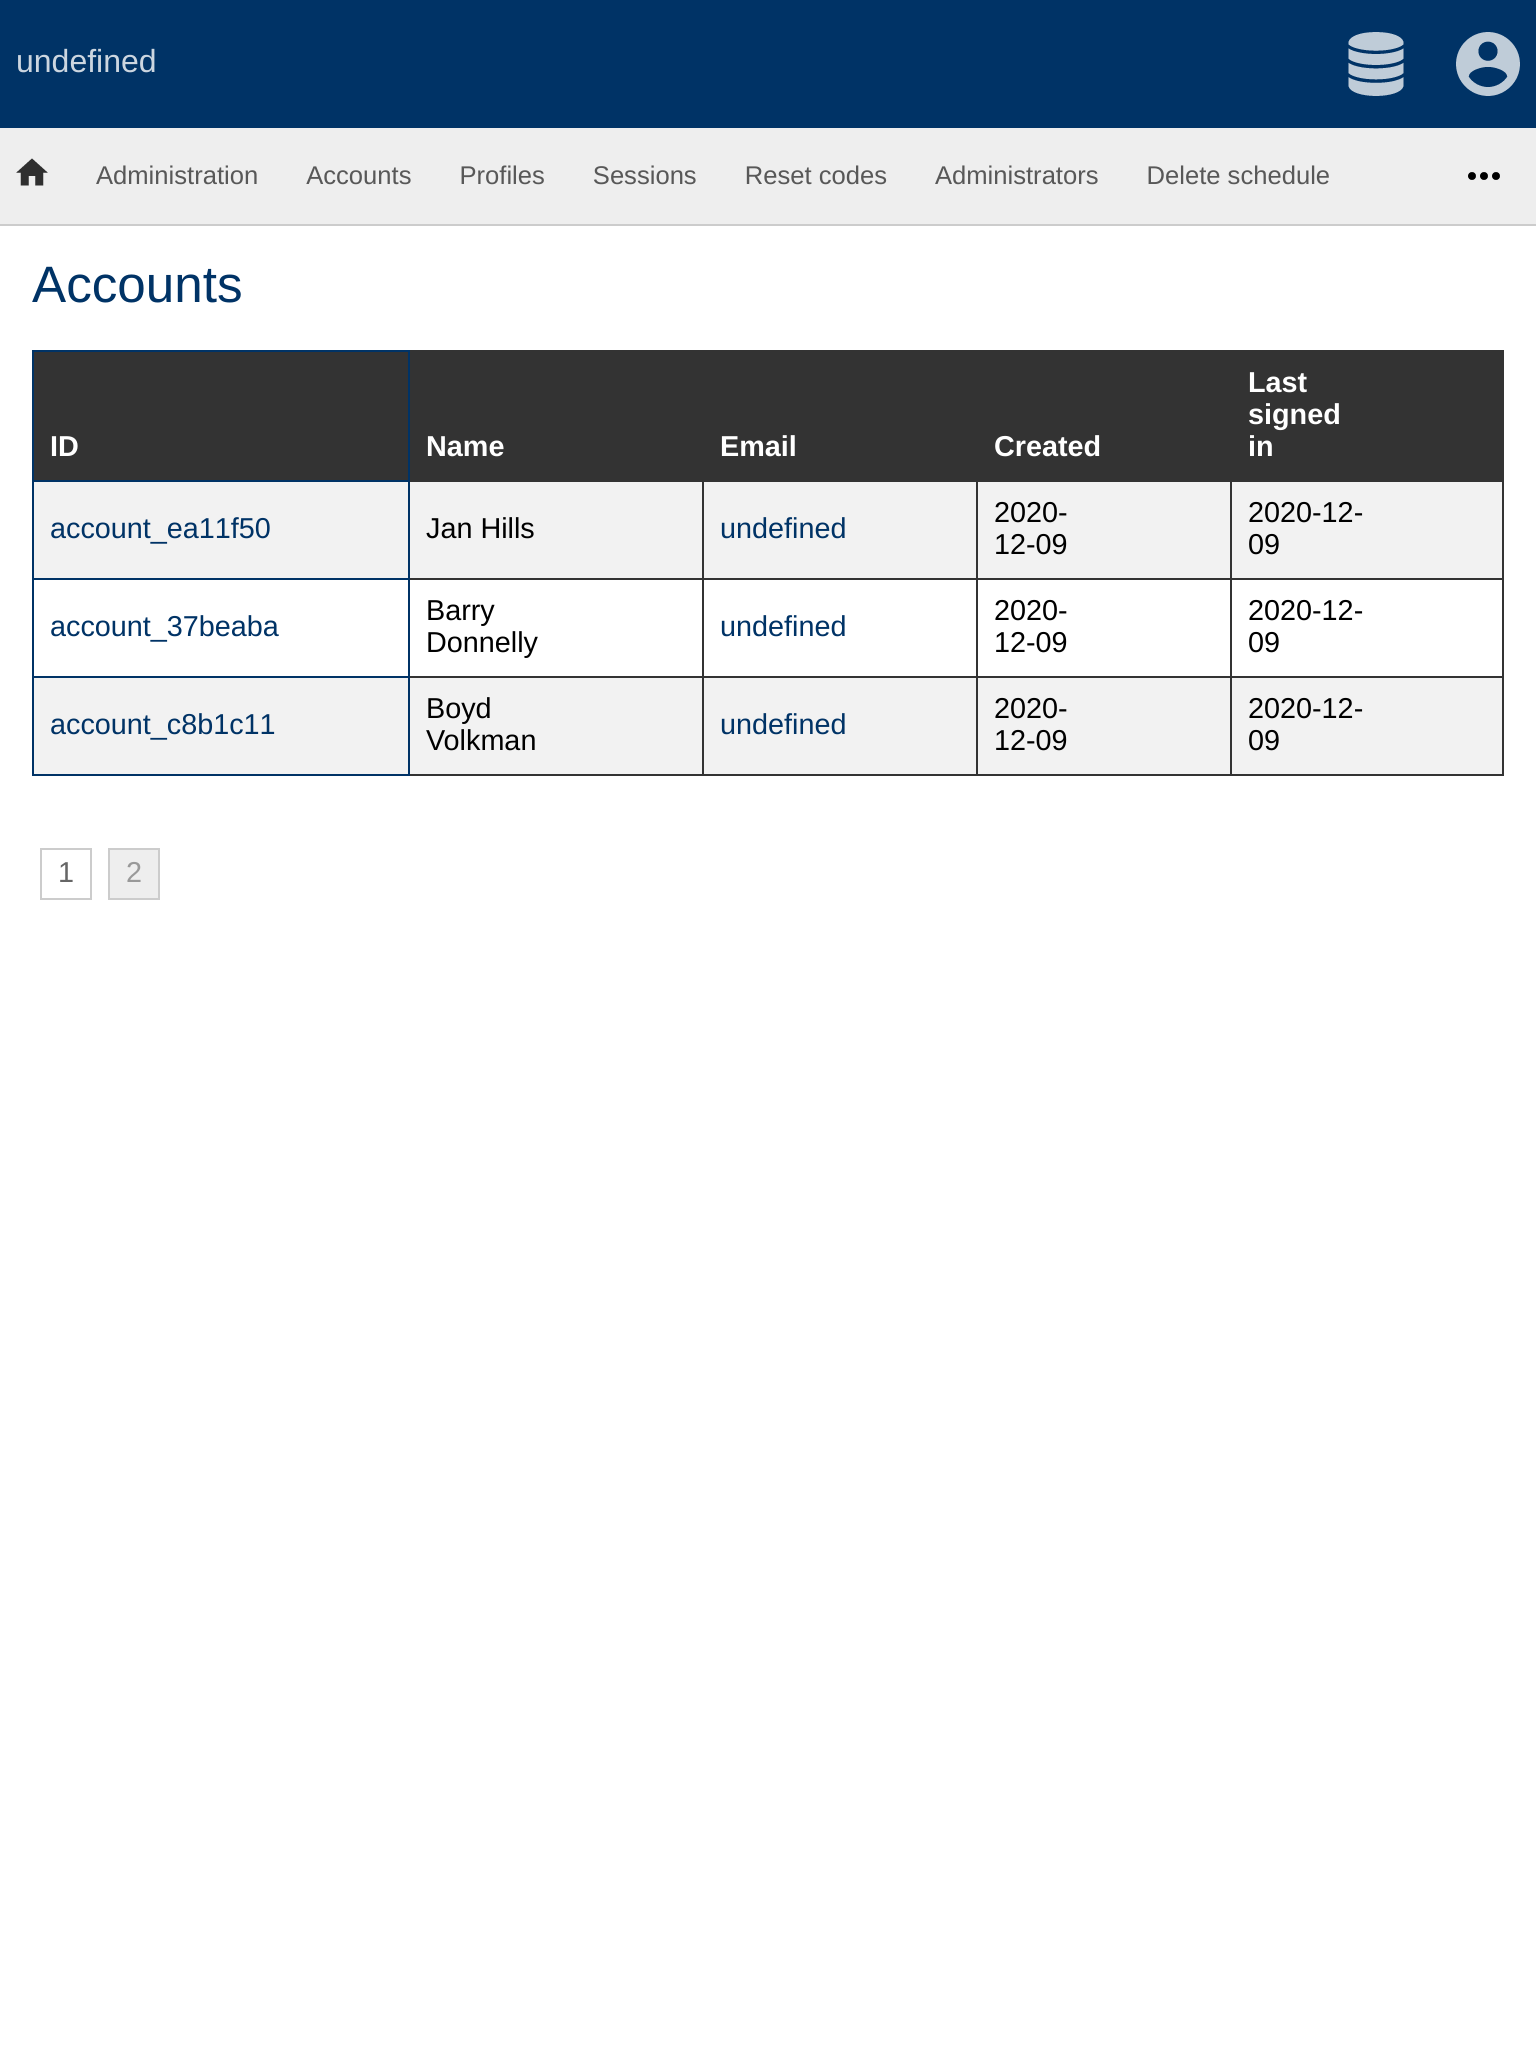 undefined
Administration Accounts Profiles Sessions Reset codes Administrators Delete schedule
Accounts
ID Name Email Created Last signed in
account_ea11f50 Jan Hills undefined 2020-12-09 2020-12-09
account_37beaba Barry Donnelly undefined 2020-12-09 2020-12-09
account_c8b1c11 Boyd Volkman undefined 2020-12-09 2020-12-09
1 2